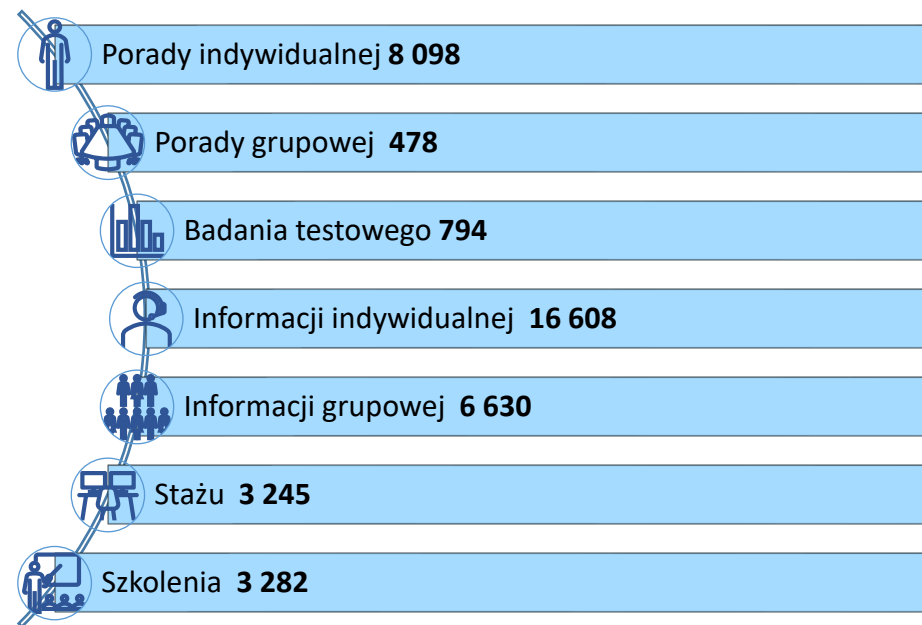 Porady indywidualnej 8 098
Porady grupowej 478
Badania testowego 794
Informacji indywidualnej 16 608
Informacji grupowej 6 630
Stażu 3 245
Szkolenia 3 282